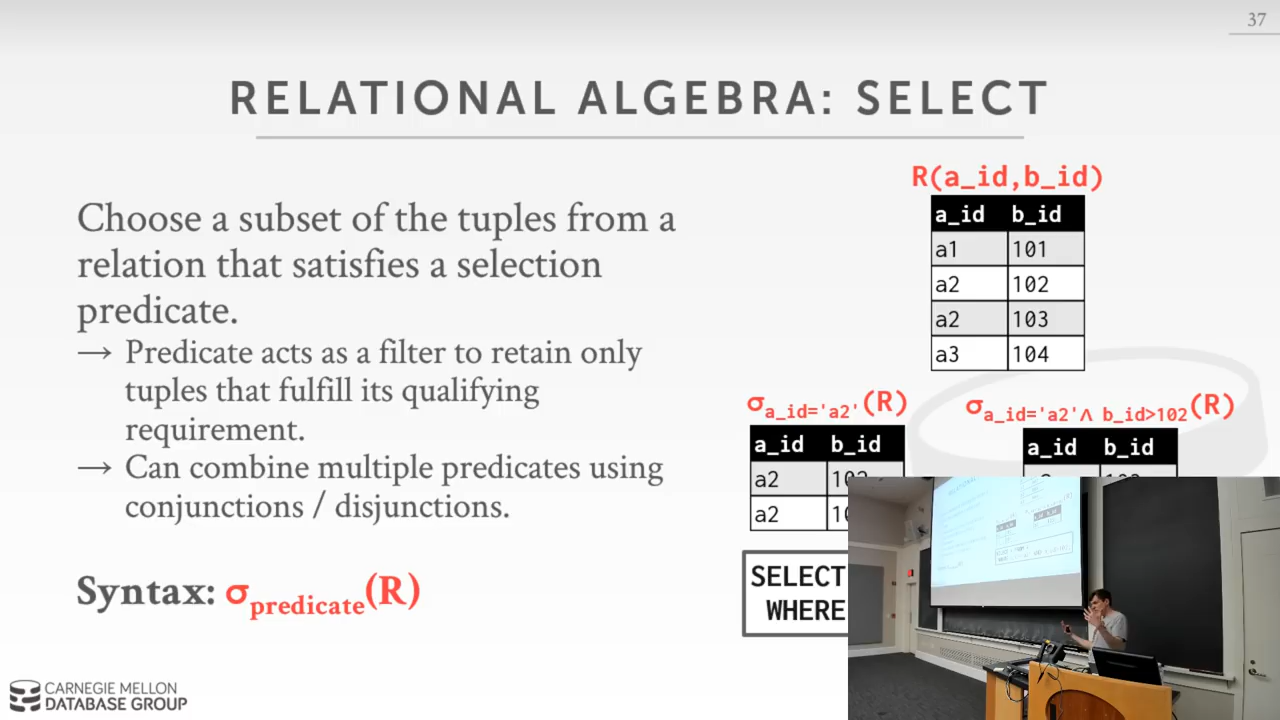 37
RELATIONAL ALGEBRA: SELECT
Choose a subset of the tuples from a
relation that satisfies a selection
predicate.
→ Predicate acts as a filter to retain only
tuples that fulfill its qualifying
requirement.
→ Can combine multiple predicates using
conjunctions / disjunctions.
Syntax: σpredicate(R)
R(a_id,b_id)
a_id b_id
a1 101
a2 102
a2 103
a3 104
σa_id='a2'(R)
a_id b_id
a2
a2
σa_id='a2'∧ b_id>102(R)
a_id b_id
SELECT
WHERE
CARNEGIE MELLON
DATABASE GROUP